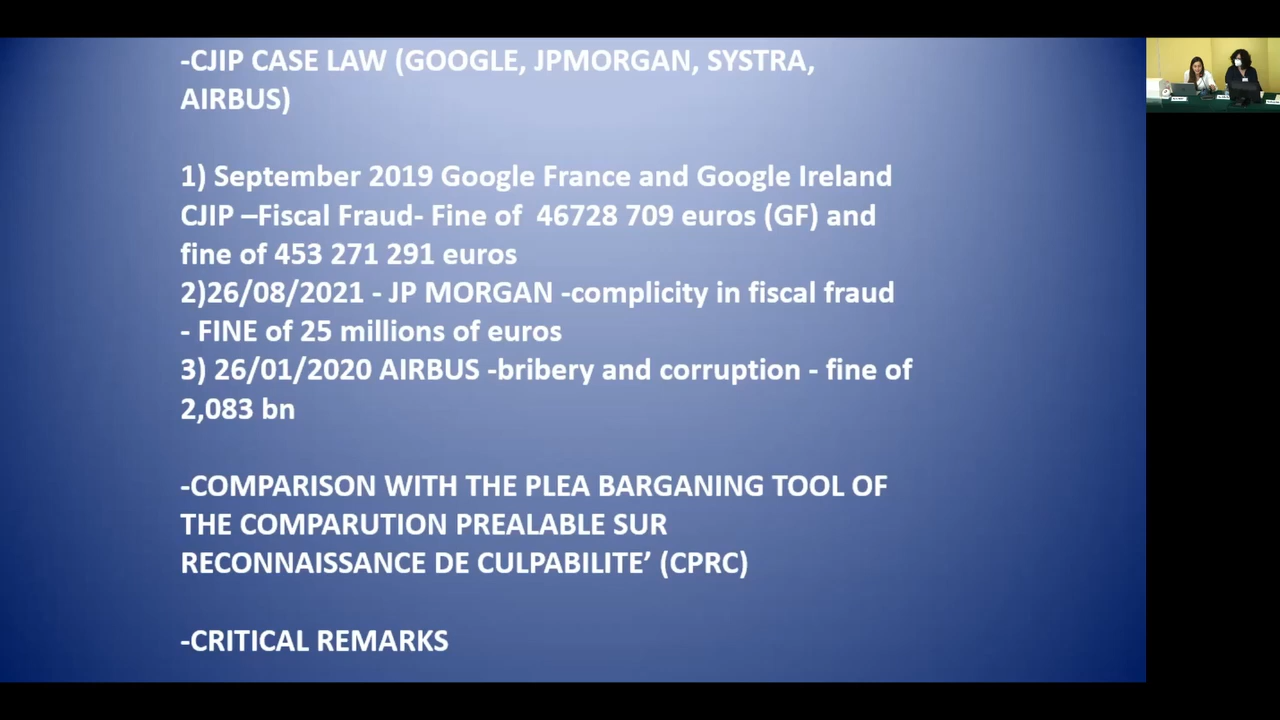 -CJIP CASE LAW (GOOGLE, JPMORGAN, SYSTRA,
AIRBUS)
1) September 2019 Google France and Google Ireland
CJIP –Fiscal Fraud- Fine of  46728 709 euros (GF) and
fine of 453 271 291 euros
2)26/08/2021 - JP MORGAN -complicity in fiscal fraud
- FINE of 25 millions of euros
3) 26/01/2020 AIRBUS -bribery and corruption - fine of
2,083 bn
-COMPARISON WITH THE PLEA BARGANING TOOL OF
THE COMPARUTION PREALABLE SUR
RECONNAISSANCE DE CULPABILITE’ (CPRC)
-CRITICAL REMARKS